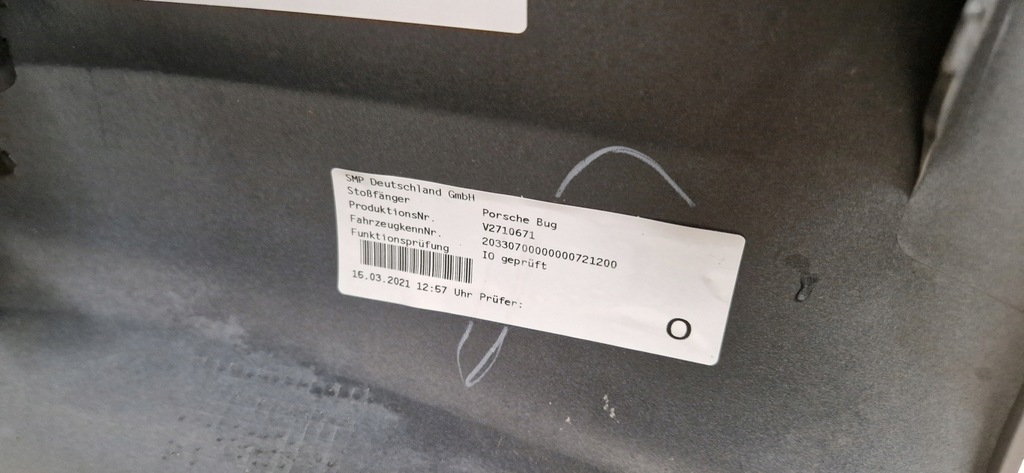 SMP Deutschland GmbH
Stoßfänger Porsche Bug
ProduktionsNr. V2710671
FahrzeugkennNr. 20330700000000721200
Funktionsprüfung IO geprüft
16.03.2021 12:57 Uhr Prüfer:
O